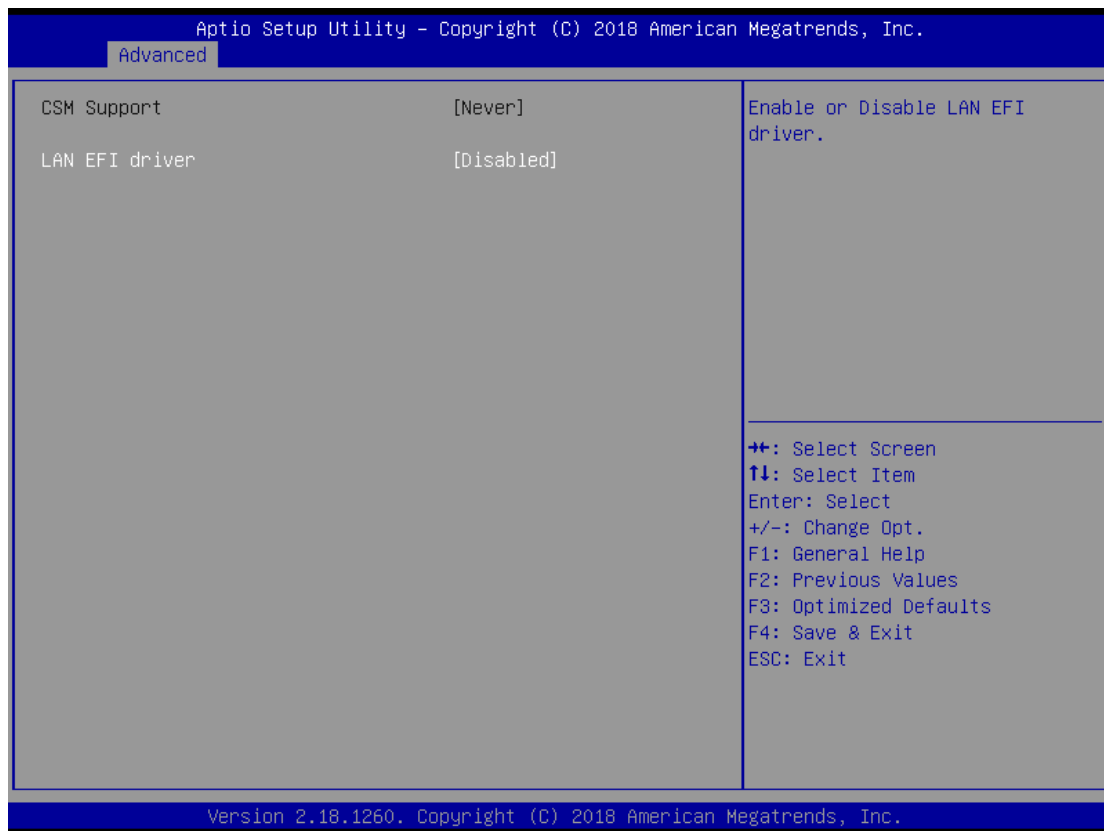 Aptio Setup Utility – Copyright (C) 2018 American Megatrends, Inc.
Advanced
CSM Support [Never]
LAN EFI driver [Disabled]
Enable or Disable LAN EFI
driver.
→←: Select Screen
↑↓: Select Item
Enter: Select
+/-: Change Opt.
F1: General Help
F2: Previous Values
F3: Optimized Defaults
F4: Save & Exit
ESC: Exit
Version 2.18.1260. Copyright (C) 2018 American Megatrends, Inc.